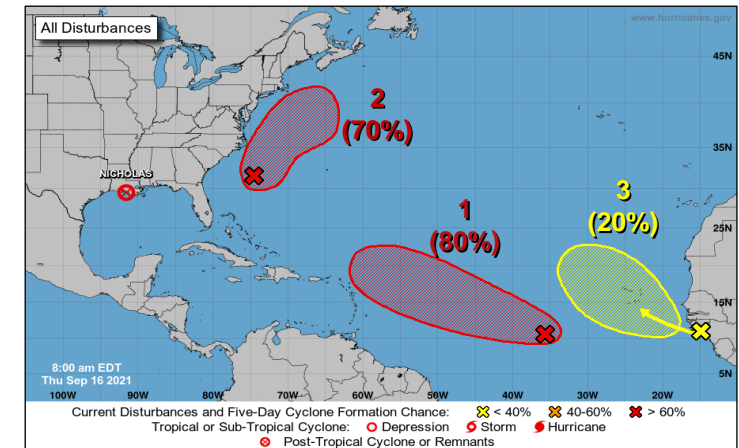 www.hurricanes.gov
All Disturbances
45N
2
(70%)
35N
NICHOLAS
3
(20%)
1
(80%)
25N
15N
5N
8:00 am EDT
Thu Sep 16 2021
100W 90W 80W 70W 60W 50W 40W 30W 20W
Current Disturbances and Five-Day Cyclone Formation Chance: < 40% 40-60% > 60%
Tropical or Sub-Tropical Cyclone: Depression Storm Hurricane
Post-Tropical Cyclone or Remnants